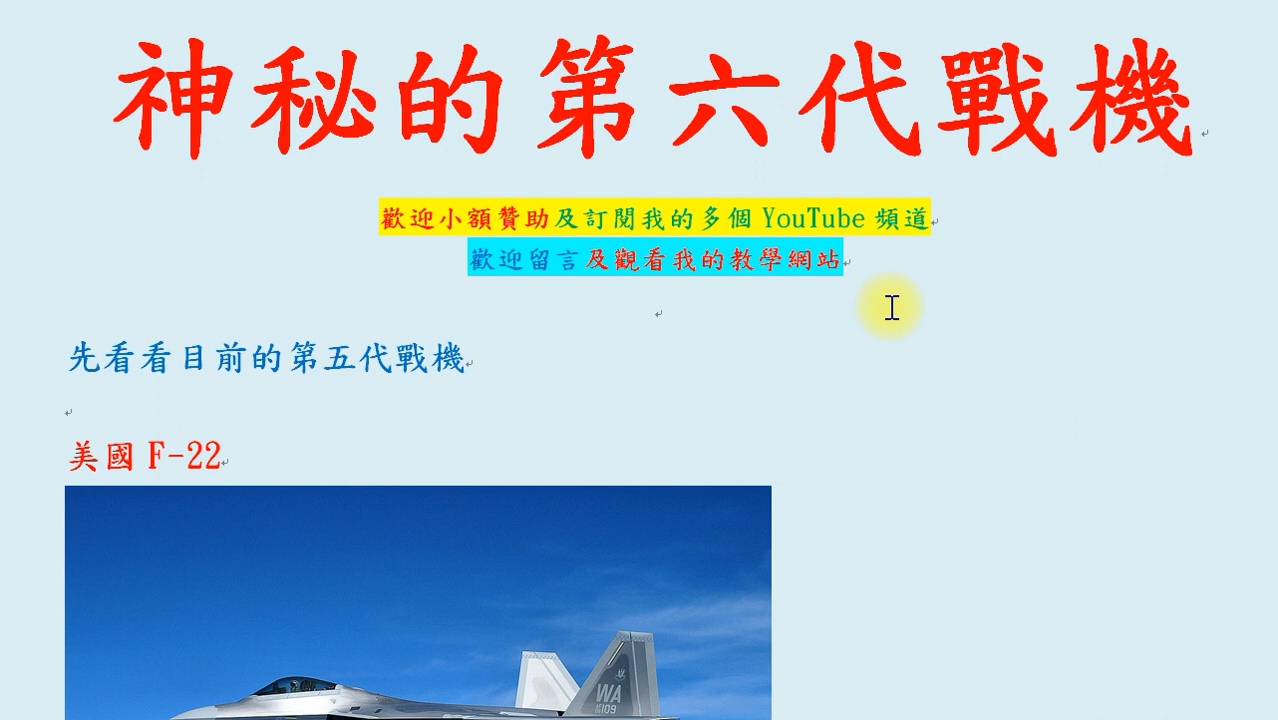 神秘的第六代戰機
歡迎小額贊助及訂閱我的多個 YouTube 頻道
歡迎留言及觀看我的教學網站
先看看目前的第五代戰機
美國 F-22
WA
109